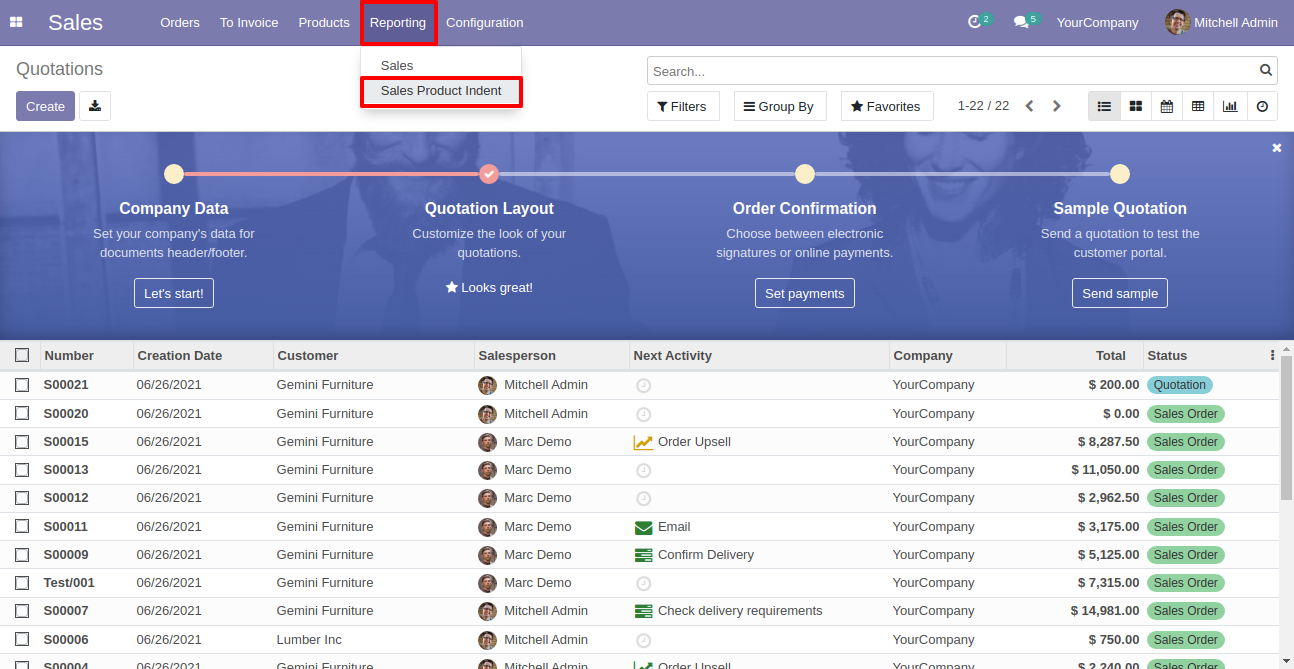 Sales Orders To Invoice Products Reporting Configuration 2 5 YourCompany Mitchell Admin
Sales
Sales Product Indent
Quotations
Search...
Create
Filters Group By Favorites 1-22 / 22
Company Data
Set your company's data for
documents header/footer.
Let's start!
Quotation Layout
Customize the look of your
quotations.
Looks great!
Order Confirmation
Choose between electronic
signatures or online payments.
Set payments
Sample Quotation
Send a quotation to test the
customer portal.
Send sample
Number Creation Date Customer Salesperson Next Activity Company Total Status
S00021 06/26/2021 Gemini Furniture Mitchell Admin YourCompany $ 200.00 Quotation
S00020 06/26/2021 Gemini Furniture Mitchell Admin YourCompany $ 0.00 Sales Order
S00015 06/26/2021 Gemini Furniture Marc Demo Order Upsell YourCompany $ 8,287.50 Sales Order
S00013 06/26/2021 Gemini Furniture Marc Demo YourCompany $ 11,050.00 Sales Order
S00012 06/26/2021 Gemini Furniture Marc Demo YourCompany $ 2,962.50 Sales Order
S00011 06/26/2021 Gemini Furniture Marc Demo Email YourCompany $ 3,175.00 Sales Order
S00009 06/26/2021 Gemini Furniture Marc Demo Confirm Delivery YourCompany $ 5,125.00 Sales Order
Test/001 06/26/2021 Gemini Furniture Marc Demo YourCompany $ 7,315.00 Sales Order
S00007 06/26/2021 Gemini Furniture Mitchell Admin Check delivery requirements YourCompany $ 14,981.00 Sales Order
S00006 06/26/2021 Lumber Inc Mitchell Admin YourCompany $ 750.00 Sales Order
S00004 06/26/2021 Gemini Furniture Mitchell Admin Order Upsell YourCompany $ 2,240.00 Sales Order